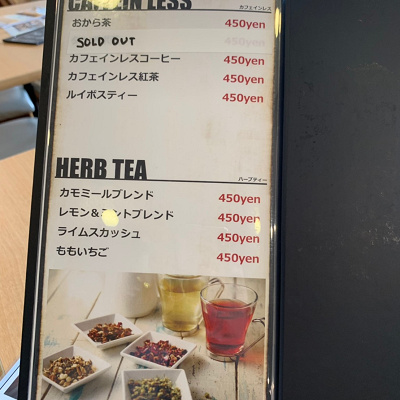 CAFFEIN LESS カフェインレス
おから茶 450yen
SOLD OUT 450yen
カフェインレスコーヒー 450yen
カフェインレス紅茶 450yen
ルイボスティー 450yen
HERB TEA ハーブティー
カモミールブレンド 450yen
レモン＆ミントブレンド 450yen
ライムスカッシュ 450yen
ももいちご 450yen